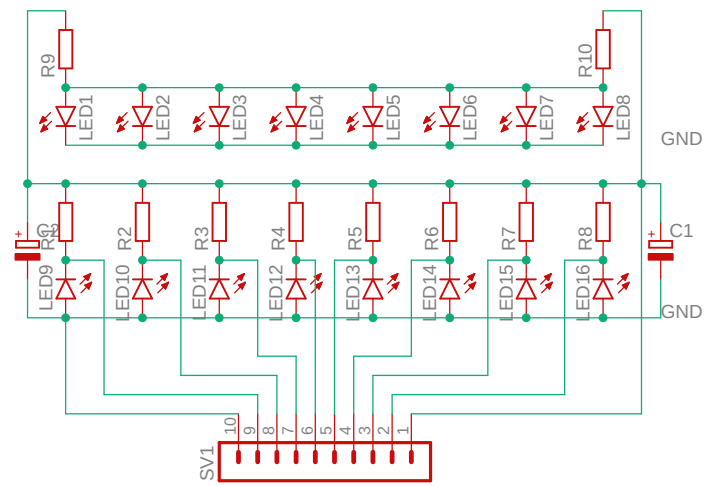 R9
R10
LED1
LED2
LED3
LED4
LED5
LED6
LED7
LED8
GND
+
C2
R1
R2
R3
R4
R5
R6
R7
R8
+
C1
LED9
LED10
LED11
LED12
LED13
LED14
LED15
LED16
GND
10
9
8
7
6
5
4
3
2
1
SV1